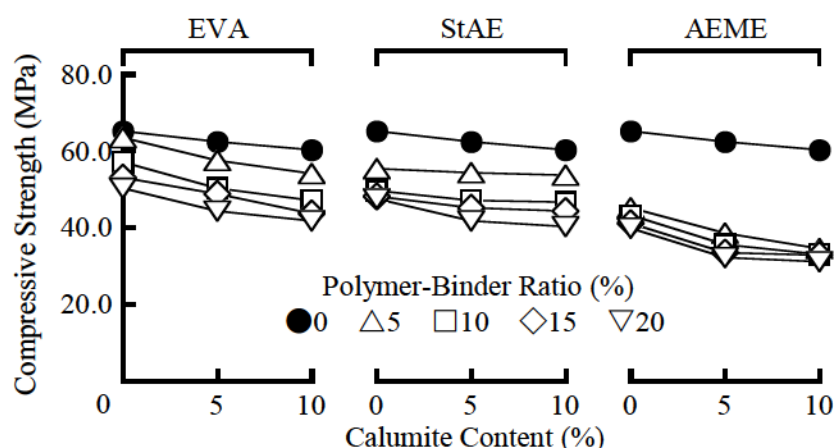 EVA StAE AEME
Compressive Strength (MPa)
80.0
60.0
40.0
20.0
0
Polymer-Binder Ratio (%)
0 5 10 15 20
0 5 10 0 5 10 0 5 10
Calumite Content (%)